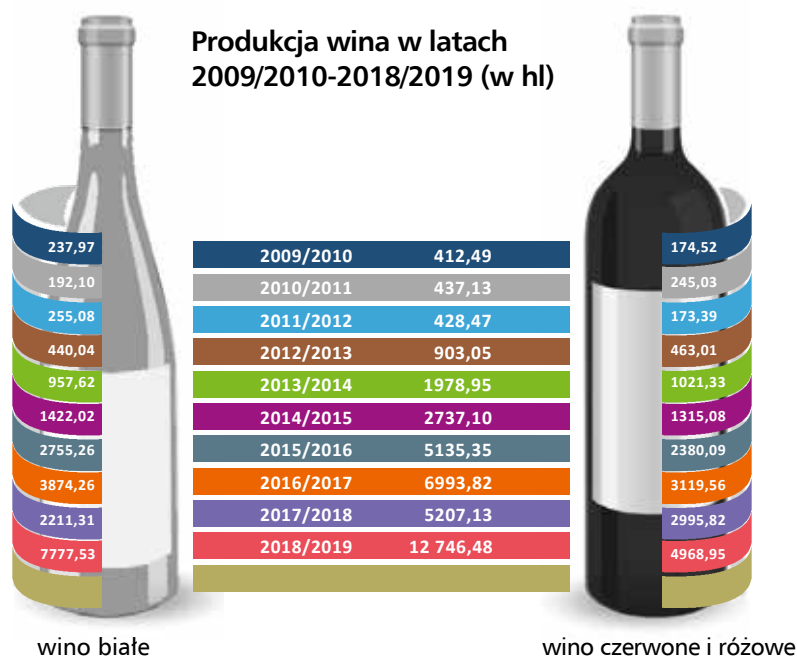 Produkcja wina w latach
2009/2010-2018/2019 (w hl)
237,97 2009/2010 412,49 174,52
192,10 2010/2011 437,13 245,03
255,08 2011/2012 428,47 173,39
440,04 2012/2013 903,05 463,01
957,62 2013/2014 1978,95 1021,33
1422,02 2014/2015 2737,10 1315,08
2755,26 2015/2016 5135,35 2380,09
3874,26 2016/2017 6993,82 3119,56
2211,31 2017/2018 5207,13 2995,82
7777,53 2018/2019 12 746,48 4968,95
wino białe wino czerwone i różowe